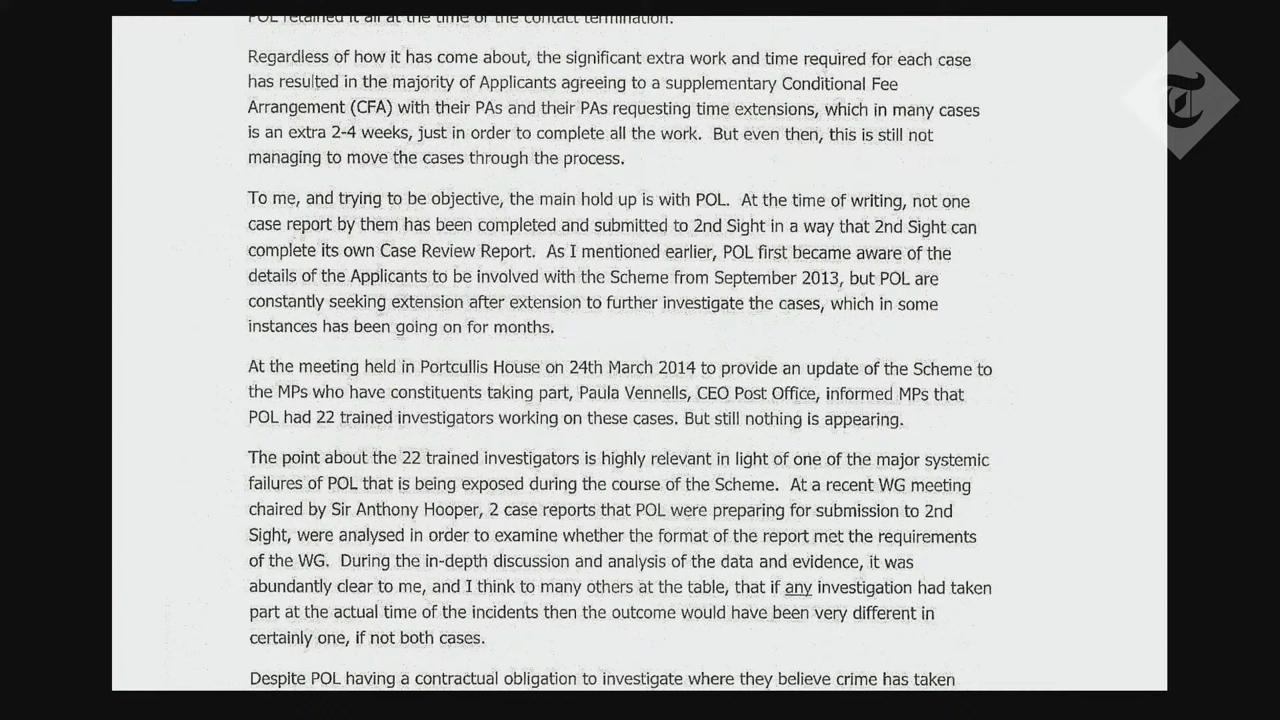 POL retained it all at the time of the contact termination.
Regardless of how it has come about, the significant extra work and time required for each case
has resulted in the majority of Applicants agreeing to a supplementary Conditional Fee
Arrangement (CFA) with their PAs and their PAs requesting time extensions, which in many cases
is an extra 2-4 weeks, just in order to complete all the work. But even then, this is still not
managing to move the cases through the process.
To me, and trying to be objective, the main hold up is with POL. At the time of writing, not one
case report by them has been completed and submitted to 2nd Sight in a way that 2nd Sight can
complete its own Case Review Report. As I mentioned earlier, POL first became aware of the
details of the Applicants to be involved with the Scheme from September 2013, but POL are
constantly seeking extension after extension to further investigate the cases, which in some
instances has been going on for months.
At the meeting held in Portcullis House on 24th March 2014 to provide an update of the Scheme to
the MPs who have constituents taking part, Paula Vennells, CEO Post Office, informed MPs that
POL had 22 trained investigators working on these cases. But still nothing is appearing.
The point about the 22 trained investigators is highly relevant in light of one of the major systemic
failures of POL that is being exposed during the course of the Scheme. At a recent WG meeting
chaired by Sir Anthony Hooper, 2 case reports that POL were preparing for submission to 2nd
Sight, were analysed in order to examine whether the format of the report met the requirements
of the WG. During the in-depth discussion and analysis of the data and evidence, it was
abundantly clear to me, and I think to many others at the table, that if any investigation had taken
part at the actual time of the incidents then the outcome would have been very different in
certainly one, if not both cases.
Despite POL having a contractual obligation to investigate where they believe crime has taken
T